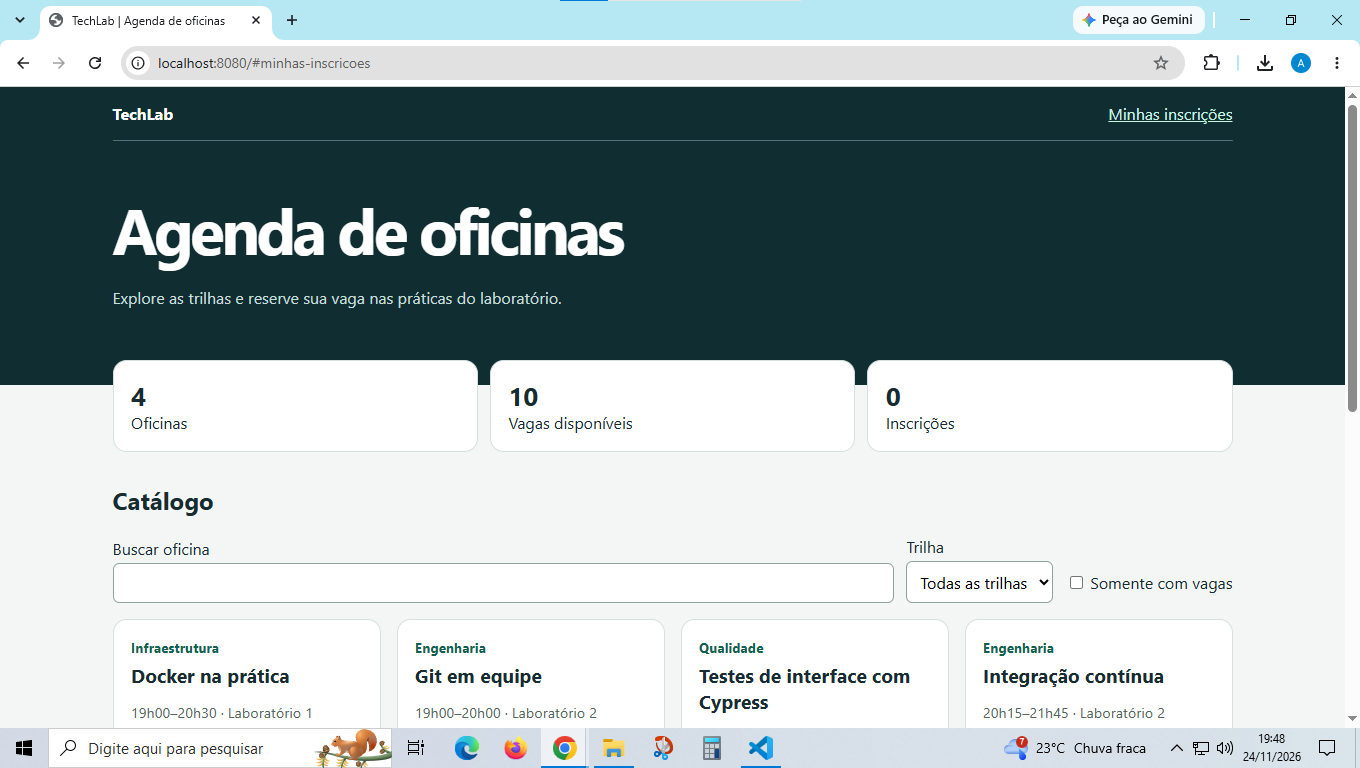 TechLab | Agenda de oficinas
Peça ao Gemini
localhost:8080/#minhas-inscricoes
A
TechLab
Minhas inscrições
Agenda de oficinas
Explore as trilhas e reserve sua vaga nas práticas do laboratório.
4
Oficinas
10
Vagas disponíveis
0
Inscrições
Catálogo
Buscar oficina
Trilha
Todas as trilhas
Somente com vagas
Infraestrutura
Docker na prática
19h00–20h30 · Laboratório 1
Engenharia
Git em equipe
19h00–20h00 · Laboratório 2
Qualidade
Testes de interface com
Cypress
Engenharia
Integração contínua
20h15–21h45 · Laboratório 2
Digite aqui para pesquisar
7
23°C Chuva fraca
19:48
24/11/2026